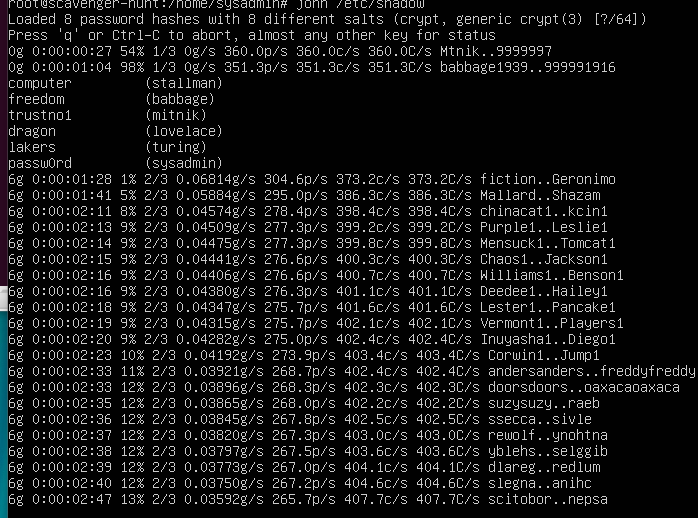 root@scavenger-hunt:/home/sysadmin# john /etc/shadow
Loaded 8 password hashes with 8 different salts (crypt, generic crypt(3) [?/64])
Press 'q' or Ctrl-C to abort, almost any other key for status
0g 0:00:00:27 54% 1/3 0g/s 360.0p/s 360.0c/s 360.0C/s Mtnik..9999997
0g 0:00:01:04 98% 1/3 0g/s 351.3p/s 351.3c/s 351.3C/s babbage1939..999991916
computer (stallman)
freedom (babbage)
trustno1 (mitnik)
dragon (lovelace)
lakers (turing)
passw0rd (sysadmin)
6g 0:00:01:28 1% 2/3 0.06814g/s 304.6p/s 373.2c/s 373.2C/s fiction..Geronimo
6g 0:00:01:41 5% 2/3 0.05884g/s 295.0p/s 386.3c/s 386.3C/s Mallard..Shazam
6g 0:00:02:11 8% 2/3 0.04574g/s 278.4p/s 398.4c/s 398.4C/s chinacat1..kcin1
6g 0:00:02:13 9% 2/3 0.04509g/s 277.3p/s 399.2c/s 399.2C/s Purple1..Leslie1
6g 0:00:02:14 9% 2/3 0.04475g/s 277.3p/s 399.8c/s 399.8C/s Mensuck1..Tomcat1
6g 0:00:02:15 9% 2/3 0.04441g/s 276.6p/s 400.3c/s 400.3C/s Chaos1..Jackson1
6g 0:00:02:16 9% 2/3 0.04406g/s 276.6p/s 400.7c/s 400.7C/s Williams1..Benson1
6g 0:00:02:16 9% 2/3 0.04380g/s 276.3p/s 401.1c/s 401.1C/s Deedee1..Hailey1
6g 0:00:02:18 9% 2/3 0.04347g/s 275.7p/s 401.6c/s 401.6C/s Lester1..Pancake1
6g 0:00:02:19 9% 2/3 0.04315g/s 275.7p/s 402.1c/s 402.1C/s Vermont1..Players1
6g 0:00:02:20 9% 2/3 0.04282g/s 275.0p/s 402.4c/s 402.4C/s Inuyasha1..Diego1
6g 0:00:02:23 10% 2/3 0.04192g/s 273.9p/s 403.4c/s 403.4C/s Corwin1..Jump1
6g 0:00:02:33 11% 2/3 0.03921g/s 268.7p/s 402.4c/s 402.4C/s andersanders..freddyfreddy
6g 0:00:02:33 12% 2/3 0.03896g/s 268.3p/s 402.3c/s 402.3C/s doorsdoors..oaxacaoaxaca
6g 0:00:02:35 12% 2/3 0.03865g/s 268.0p/s 402.2c/s 402.2C/s suzysuzy..raeb
6g 0:00:02:36 12% 2/3 0.03845g/s 267.8p/s 402.5c/s 402.5C/s ssecca..sivle
6g 0:00:02:37 12% 2/3 0.03820g/s 267.3p/s 403.0c/s 403.0C/s rewolf..ynohtna
6g 0:00:02:38 12% 2/3 0.03797g/s 267.5p/s 403.6c/s 403.6C/s yblehs..selggib
6g 0:00:02:39 12% 2/3 0.03773g/s 267.0p/s 404.1c/s 404.1C/s dlareg..redlum
6g 0:00:02:40 12% 2/3 0.03750g/s 267.2p/s 404.6c/s 404.6C/s slegna..anihc
6g 0:00:02:47 13% 2/3 0.03592g/s 265.7p/s 407.7c/s 407.7C/s scitobor..nepsa